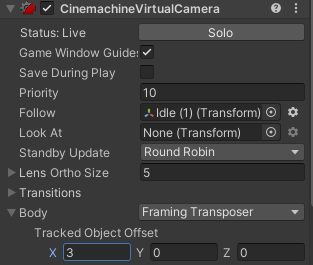 CinemachineVirtualCamera
Status: Live Solo
Game Window Guides
Save During Play
Priority 10
Follow Idle (1) (Transform)
Look At None (Transform)
Standby Update Round Robin
Lens Ortho Size 5
Transitions
Body Framing Transposer
Tracked Object Offset
X 3 Y 0 Z 0